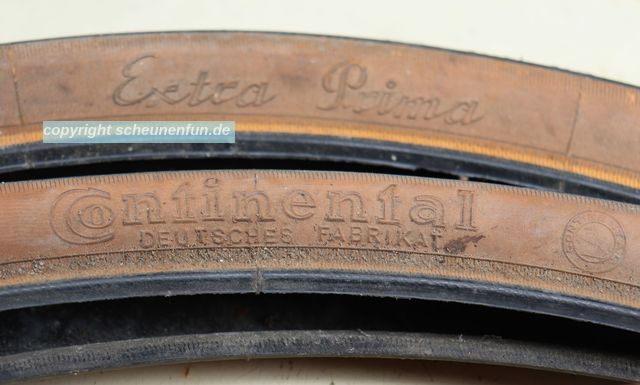 Extra Prima
copyright scheunenfun.de
Continental
DEUTSCHES FABRIKAT